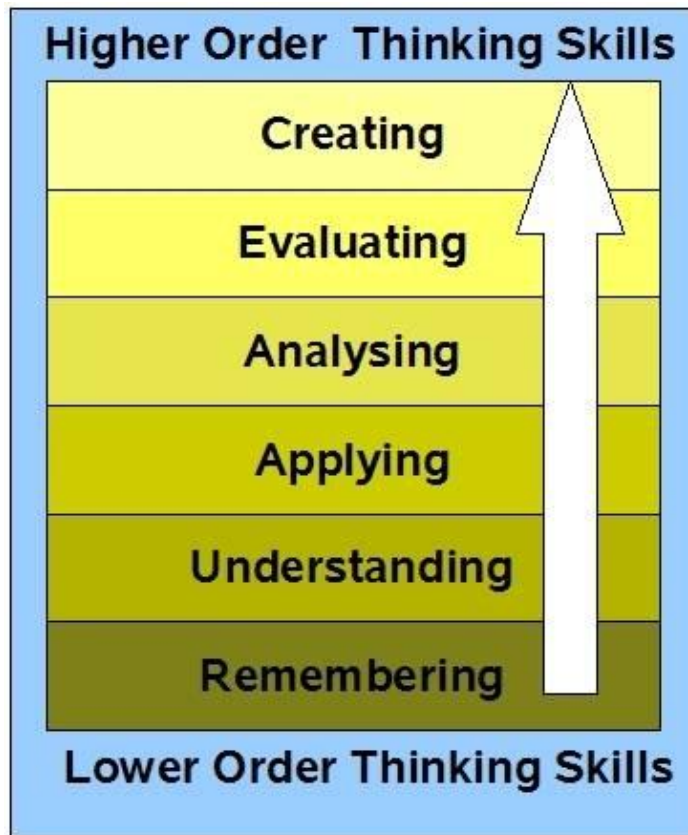 Higher Order Thinking Skills
Creating
Evaluating
Analysing
Applying
Understanding
Remembering
Lower Order Thinking Skills